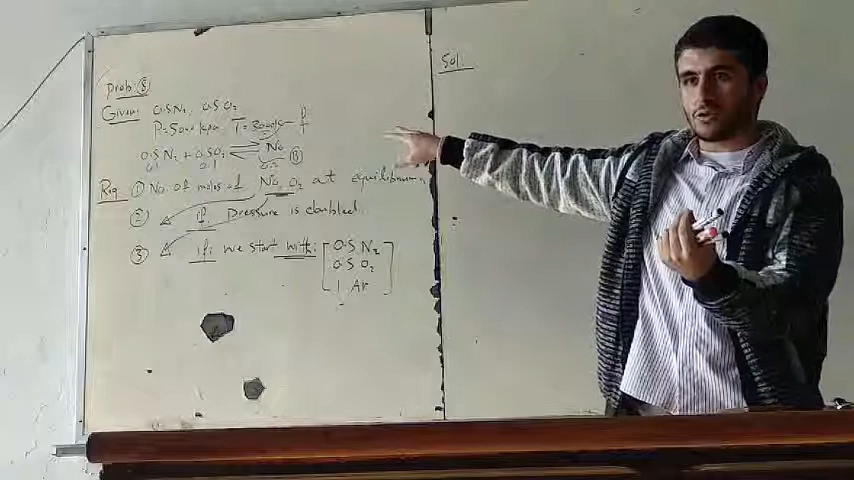 Prob. ⑤
Sol:
Given: 0.5 N₂, 0.5 O₂
P = 500 kpa, T =
0.5 N₂ + 0.5 O₂ ⇌ No
Req ① No. of moles of No, O₂ at equilibrium.
② if Pressure is doubled.
③ if: we start with: [0.5 N₂
0.5 O₂
1 Ar]